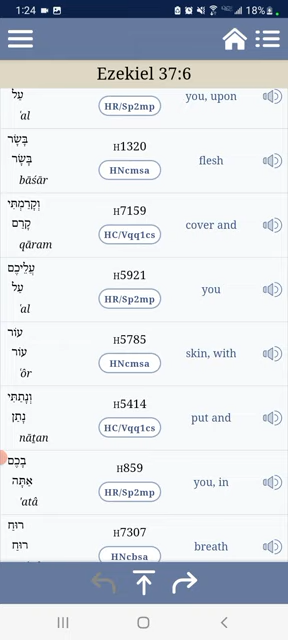 1:24
18%
Ezekiel 37:6
עַל
'al
HR/Sp2mp
you, upon
בָּשָׂר
H1320
בָּשָׂר
bāśār
HNcmsa
flesh
וְקָרַמְתִּי
H7159
קָרַם
qāram
HC/Vqq1cs
cover and
עֲלֵיכֶם
H5921
עַל
'al
HR/Sp2mp
you
עוֹר
H5785
עוֹר
'ôr
HNcmsa
skin, with
וְנָתַתִּי
H5414
נָתַן
nāṯan
HC/Vqq1cs
put and
בָכֶם
H859
אַתָּה
'atâ
HR/Sp2mp
you, in
רוּחַ
H7307
רוּחַ
HNcbsa
breath